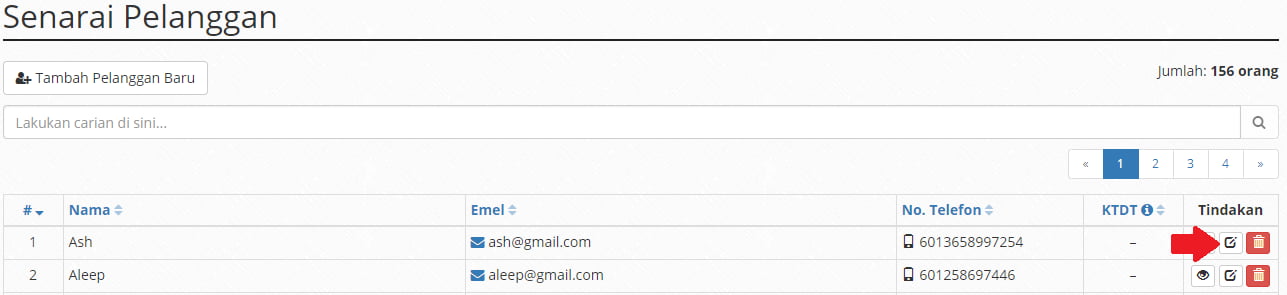 Senarai Pelanggan
Tambah Pelanggan Baru
Jumlah: 156 orang
Lakukan carian di sini...
« 1 2 3 4 »
# Nama Emel No. Telefon KTDT Tindakan
1 Ash ash@gmail.com 6013658997254 –
2 Aleep aleep@gmail.com 601258697446 –